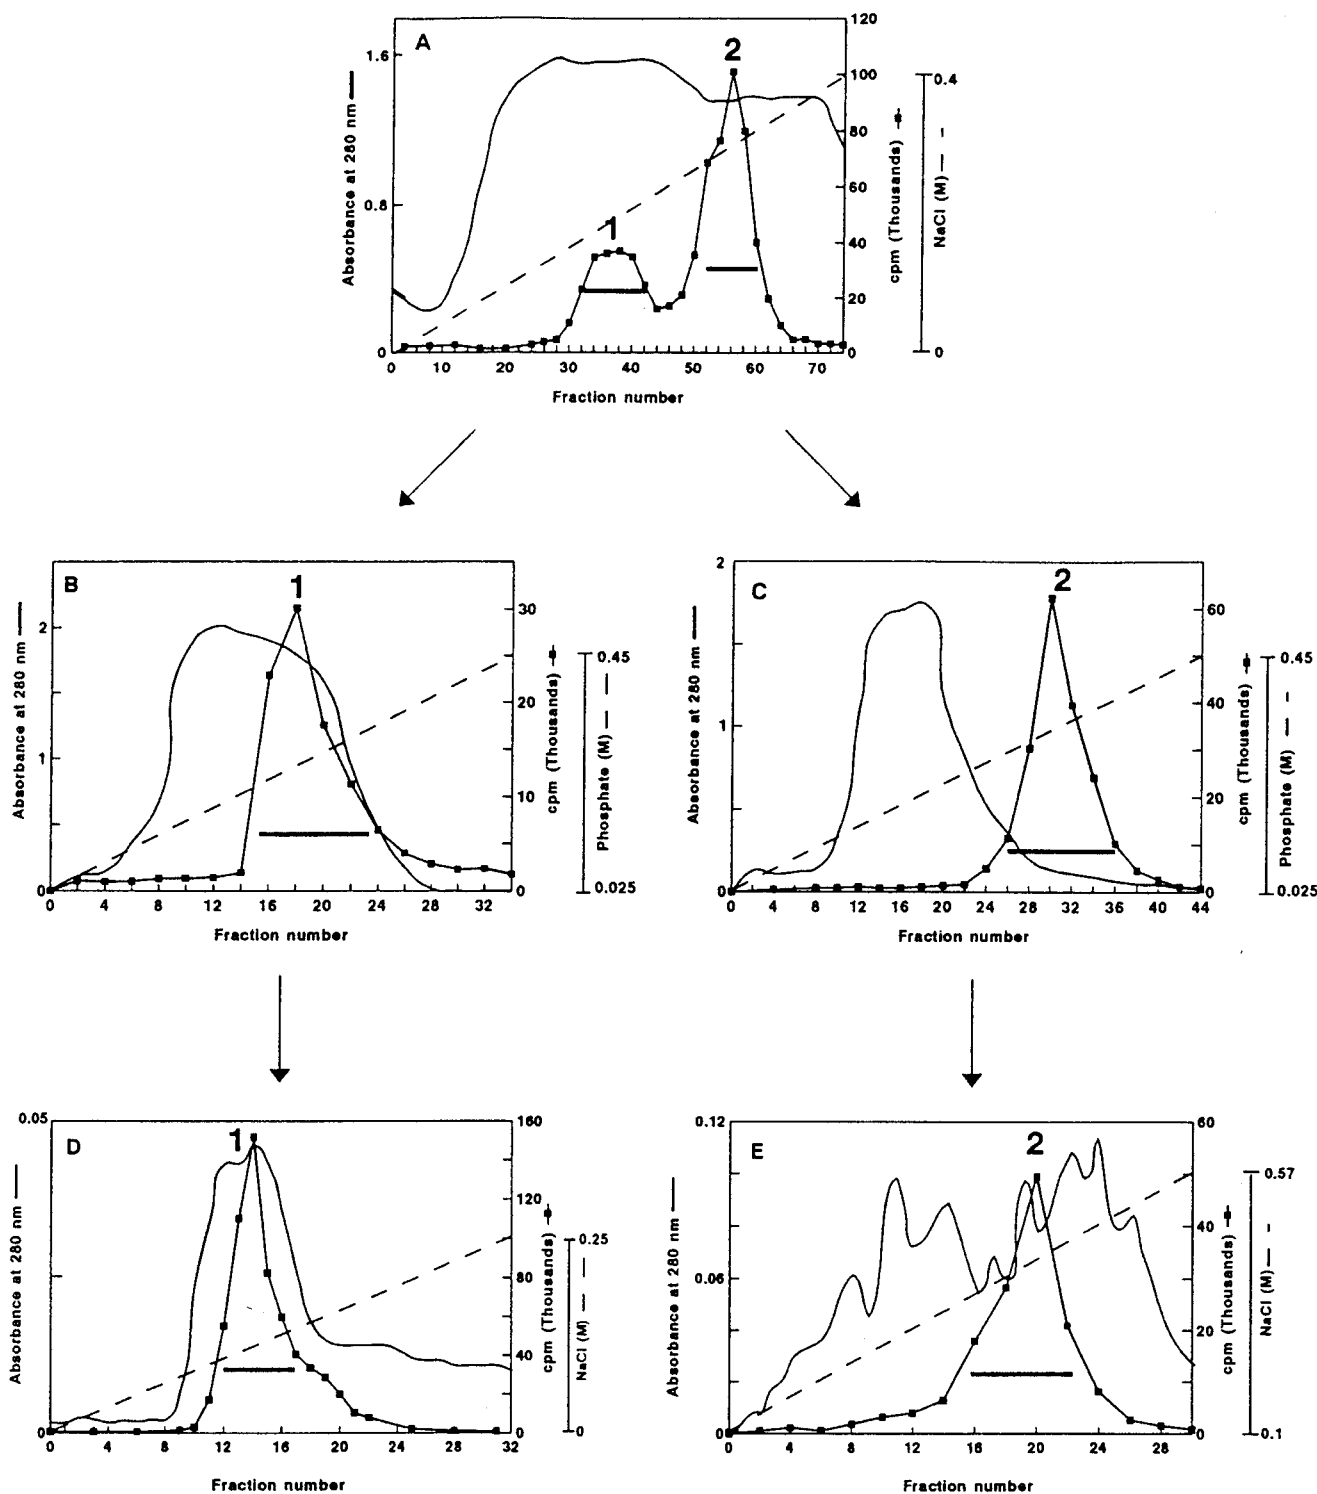 A
1
2
Absorbance at 280 nm
1.6
0.8
0
120
100
80
60
40
20
0
cpm (Thousands)
0.4
NaCl (M)
0
0 10 20 30 40 50 60 70
Fraction number
B
1
Absorbance at 280 nm
2
1
0
30
20
10
0
cpm (Thousands)
0.45
Phosphate (M)
0.025
0 4 8 12 16 20 24 28 32
Fraction number
C
2
Absorbance at 280 nm
2
1
0
60
40
20
0
cpm (Thousands)
0.45
Phosphate (M)
0.025
0 4 8 12 16 20 24 28 32 36 40 44
Fraction number
D
1
Absorbance at 280 nm
0.05
0
160
120
80
40
0
cpm (Thousands)
0.25
NaCl (M)
0
0 4 8 12 16 20 24 28 32
Fraction number
E
2
Absorbance at 280 nm
0.12
0.06
0
60
40
20
0
cpm (Thousands)
0.57
NaCl (M)
0.1
0 4 8 12 16 20 24 28
Fraction number